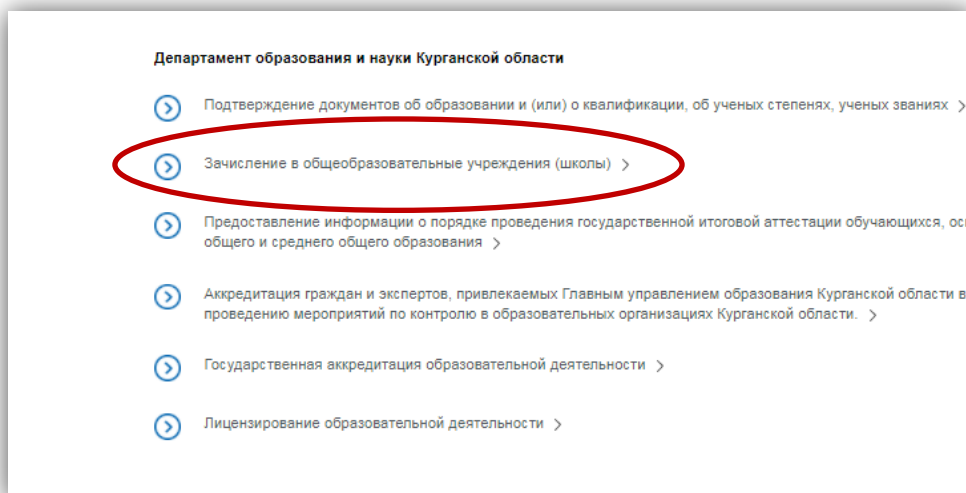 Департамент образования и науки Курганской области
Подтверждение документов об образовании и (или) о квалификации, об ученых степенях, ученых званиях
Зачисление в общеобразовательные учреждения (школы)
Предоставление информации о порядке проведения государственной итоговой аттестации обучающихся,
общего и среднего общего образования
Аккредитация граждан и экспертов, привлекаемых Главным управлением образования Курганской области в
проведению мероприятий по контролю в образовательных организациях Курганской области.
Государственная аккредитация образовательной деятельности
Лицензирование образовательной деятельности